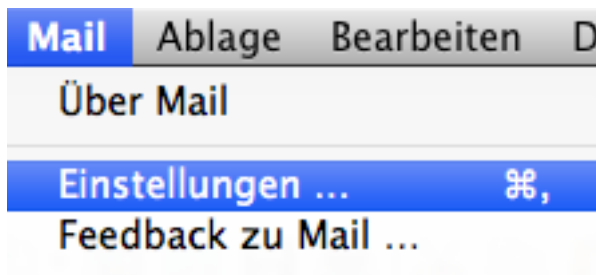 Mail Ablage Bearbeiten D
Über Mail
Einstellungen ... ⌘,
Feedback zu Mail ...